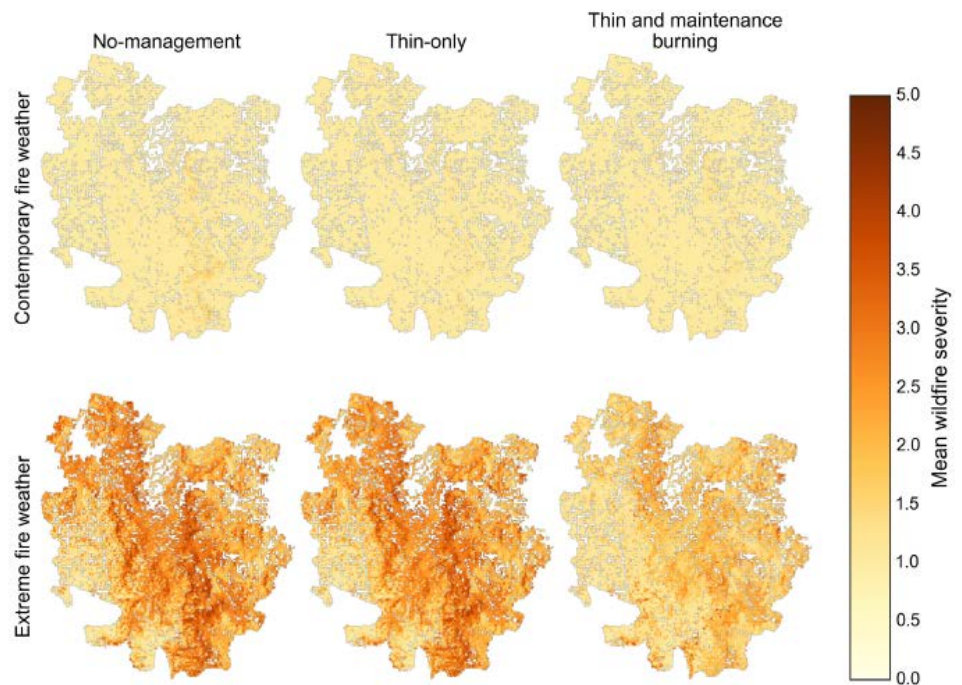 No-management
Thin-only
Thin and maintenance
burning
Contemporary fire weather
Extreme fire weather
5.0
4.5
4.0
3.5
3.0
2.5
2.0
1.5
1.0
0.5
0.0
Mean wildfire severity